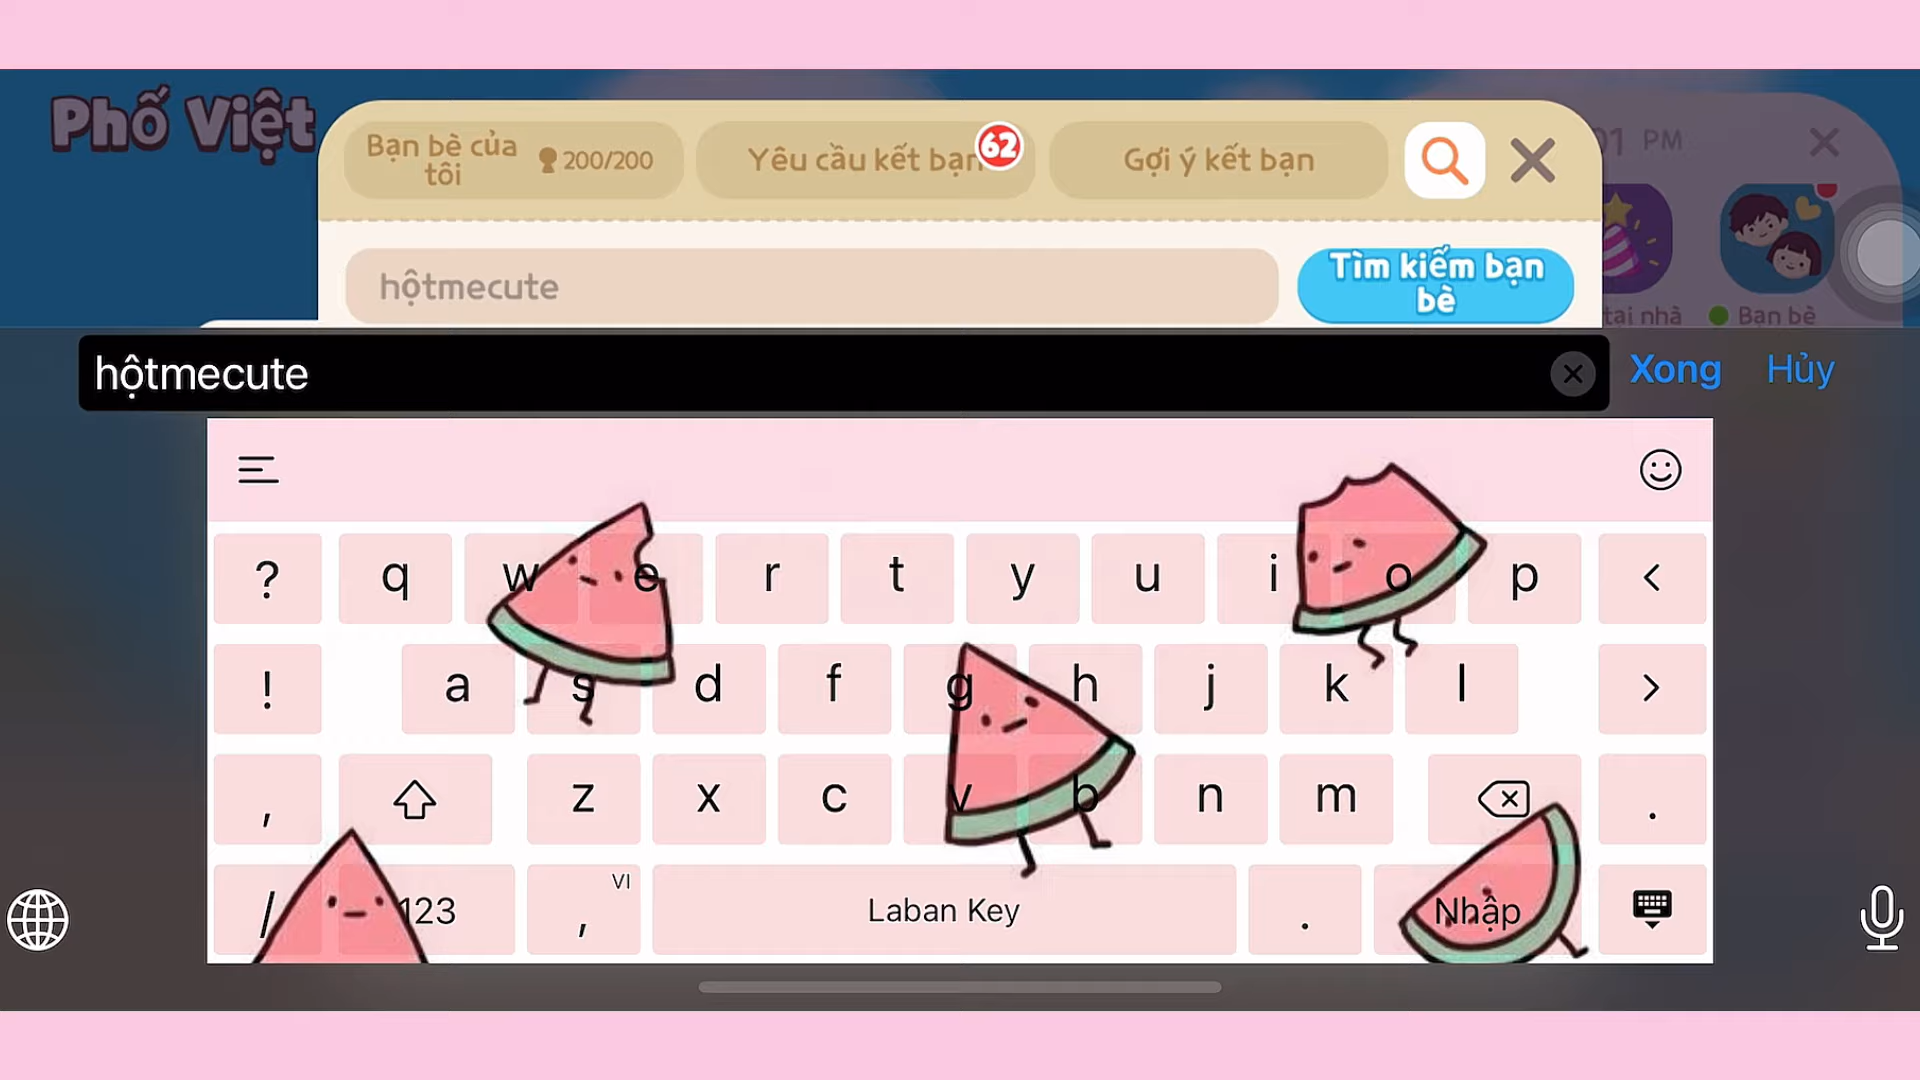 Phố Việt
Bạn bè của tôi 200/200
Yêu cầu kết bạn 62
Gợi ý kết bạn
01 PM
hộtmecute
Tìm kiếm bạn bè
tại nhà
Bạn bè
hộtmecute
Xong
Hủy
? q w e r t y u i o p <
! a s d f g h j k l >
, z x c v b n m .
/ 123 , VI Laban Key . Nhập